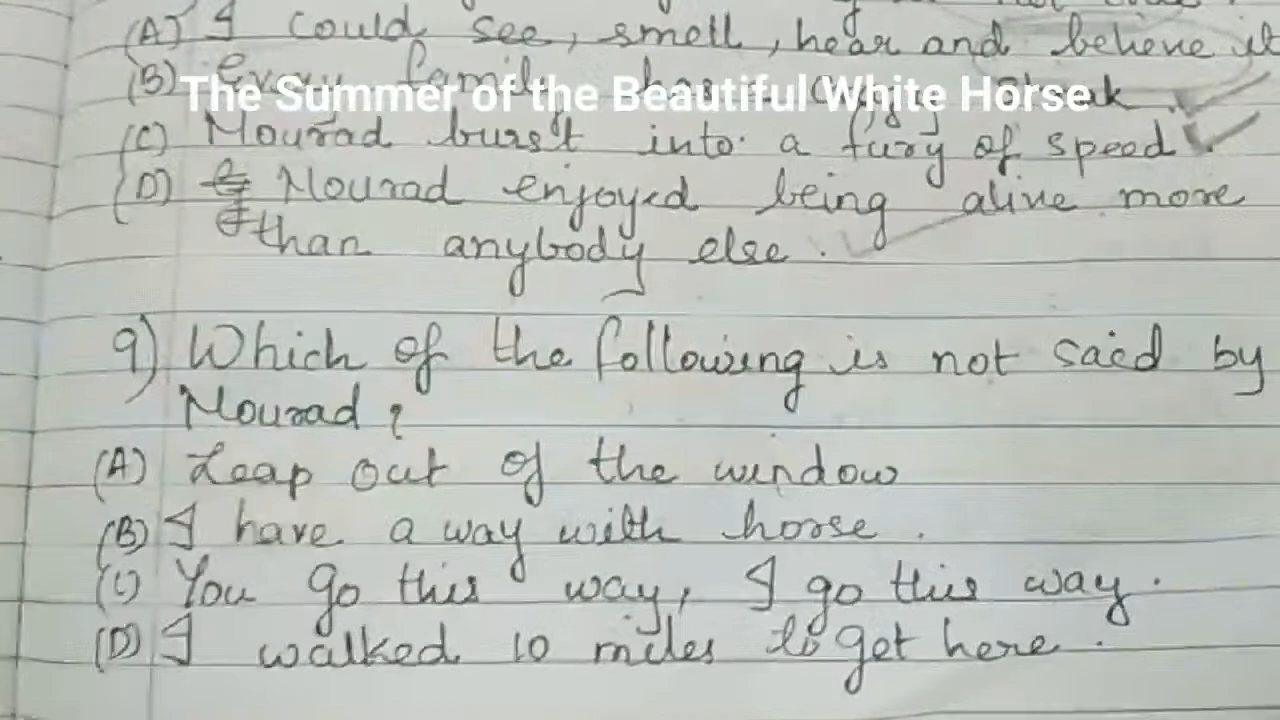 (A) I could see, smell, hear and believe it
The Summer of the Beautiful White Horse
(B) Every family has a
(C) Mourad burst into a fury of speed.
(D) Mourad enjoyed being alive more
than anybody else.
9) Which of the following is not said by
Mourad ?
(A) Leap out of the window
(B) I have a way with horse.
(C) You go this way, I go this way.
(D) I walked 10 miles to get here.